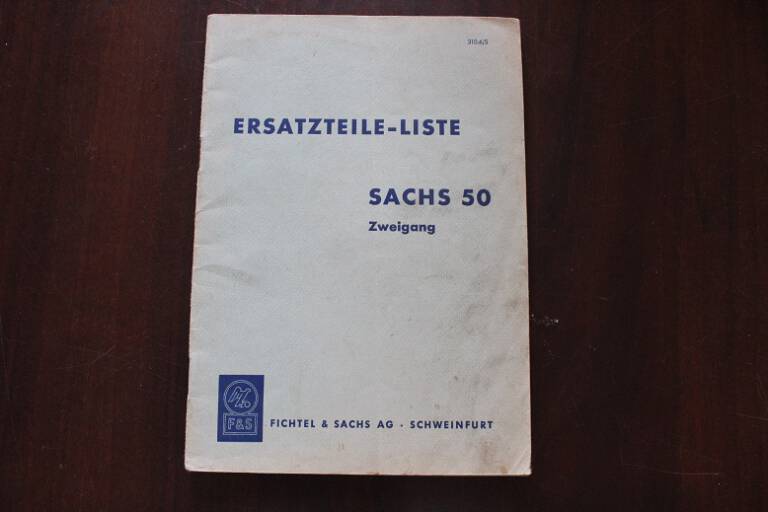 ERSATZTEILE-LISTE
SACHS 50
Zweigang
F&S
FICHTEL & SACHS AG · SCHWEINFURT